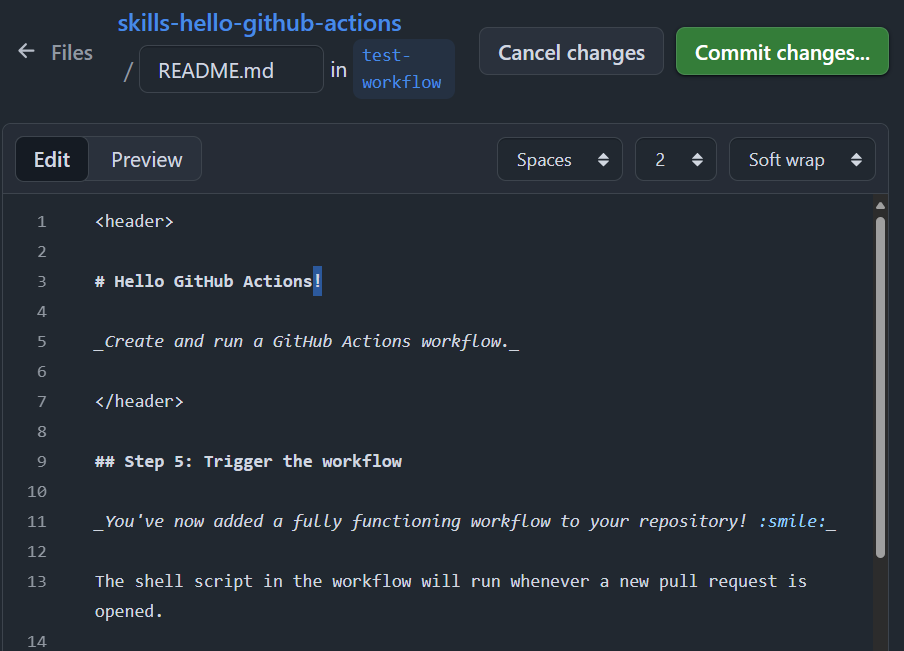 skills-hello-github-actions
Files
/ README.md in test-
workflow
Cancel changes
Commit changes...
Edit
Preview
Spaces
2
Soft wrap
1 <header>
2
3 # Hello GitHub Actions!
4
5 _Create and run a GitHub Actions workflow._
6
7 </header>
8
9 ## Step 5: Trigger the workflow
10
11 _You've now added a fully functioning workflow to your repository! :smile:_
12
13 The shell script in the workflow will run whenever a new pull request is
opened.
14